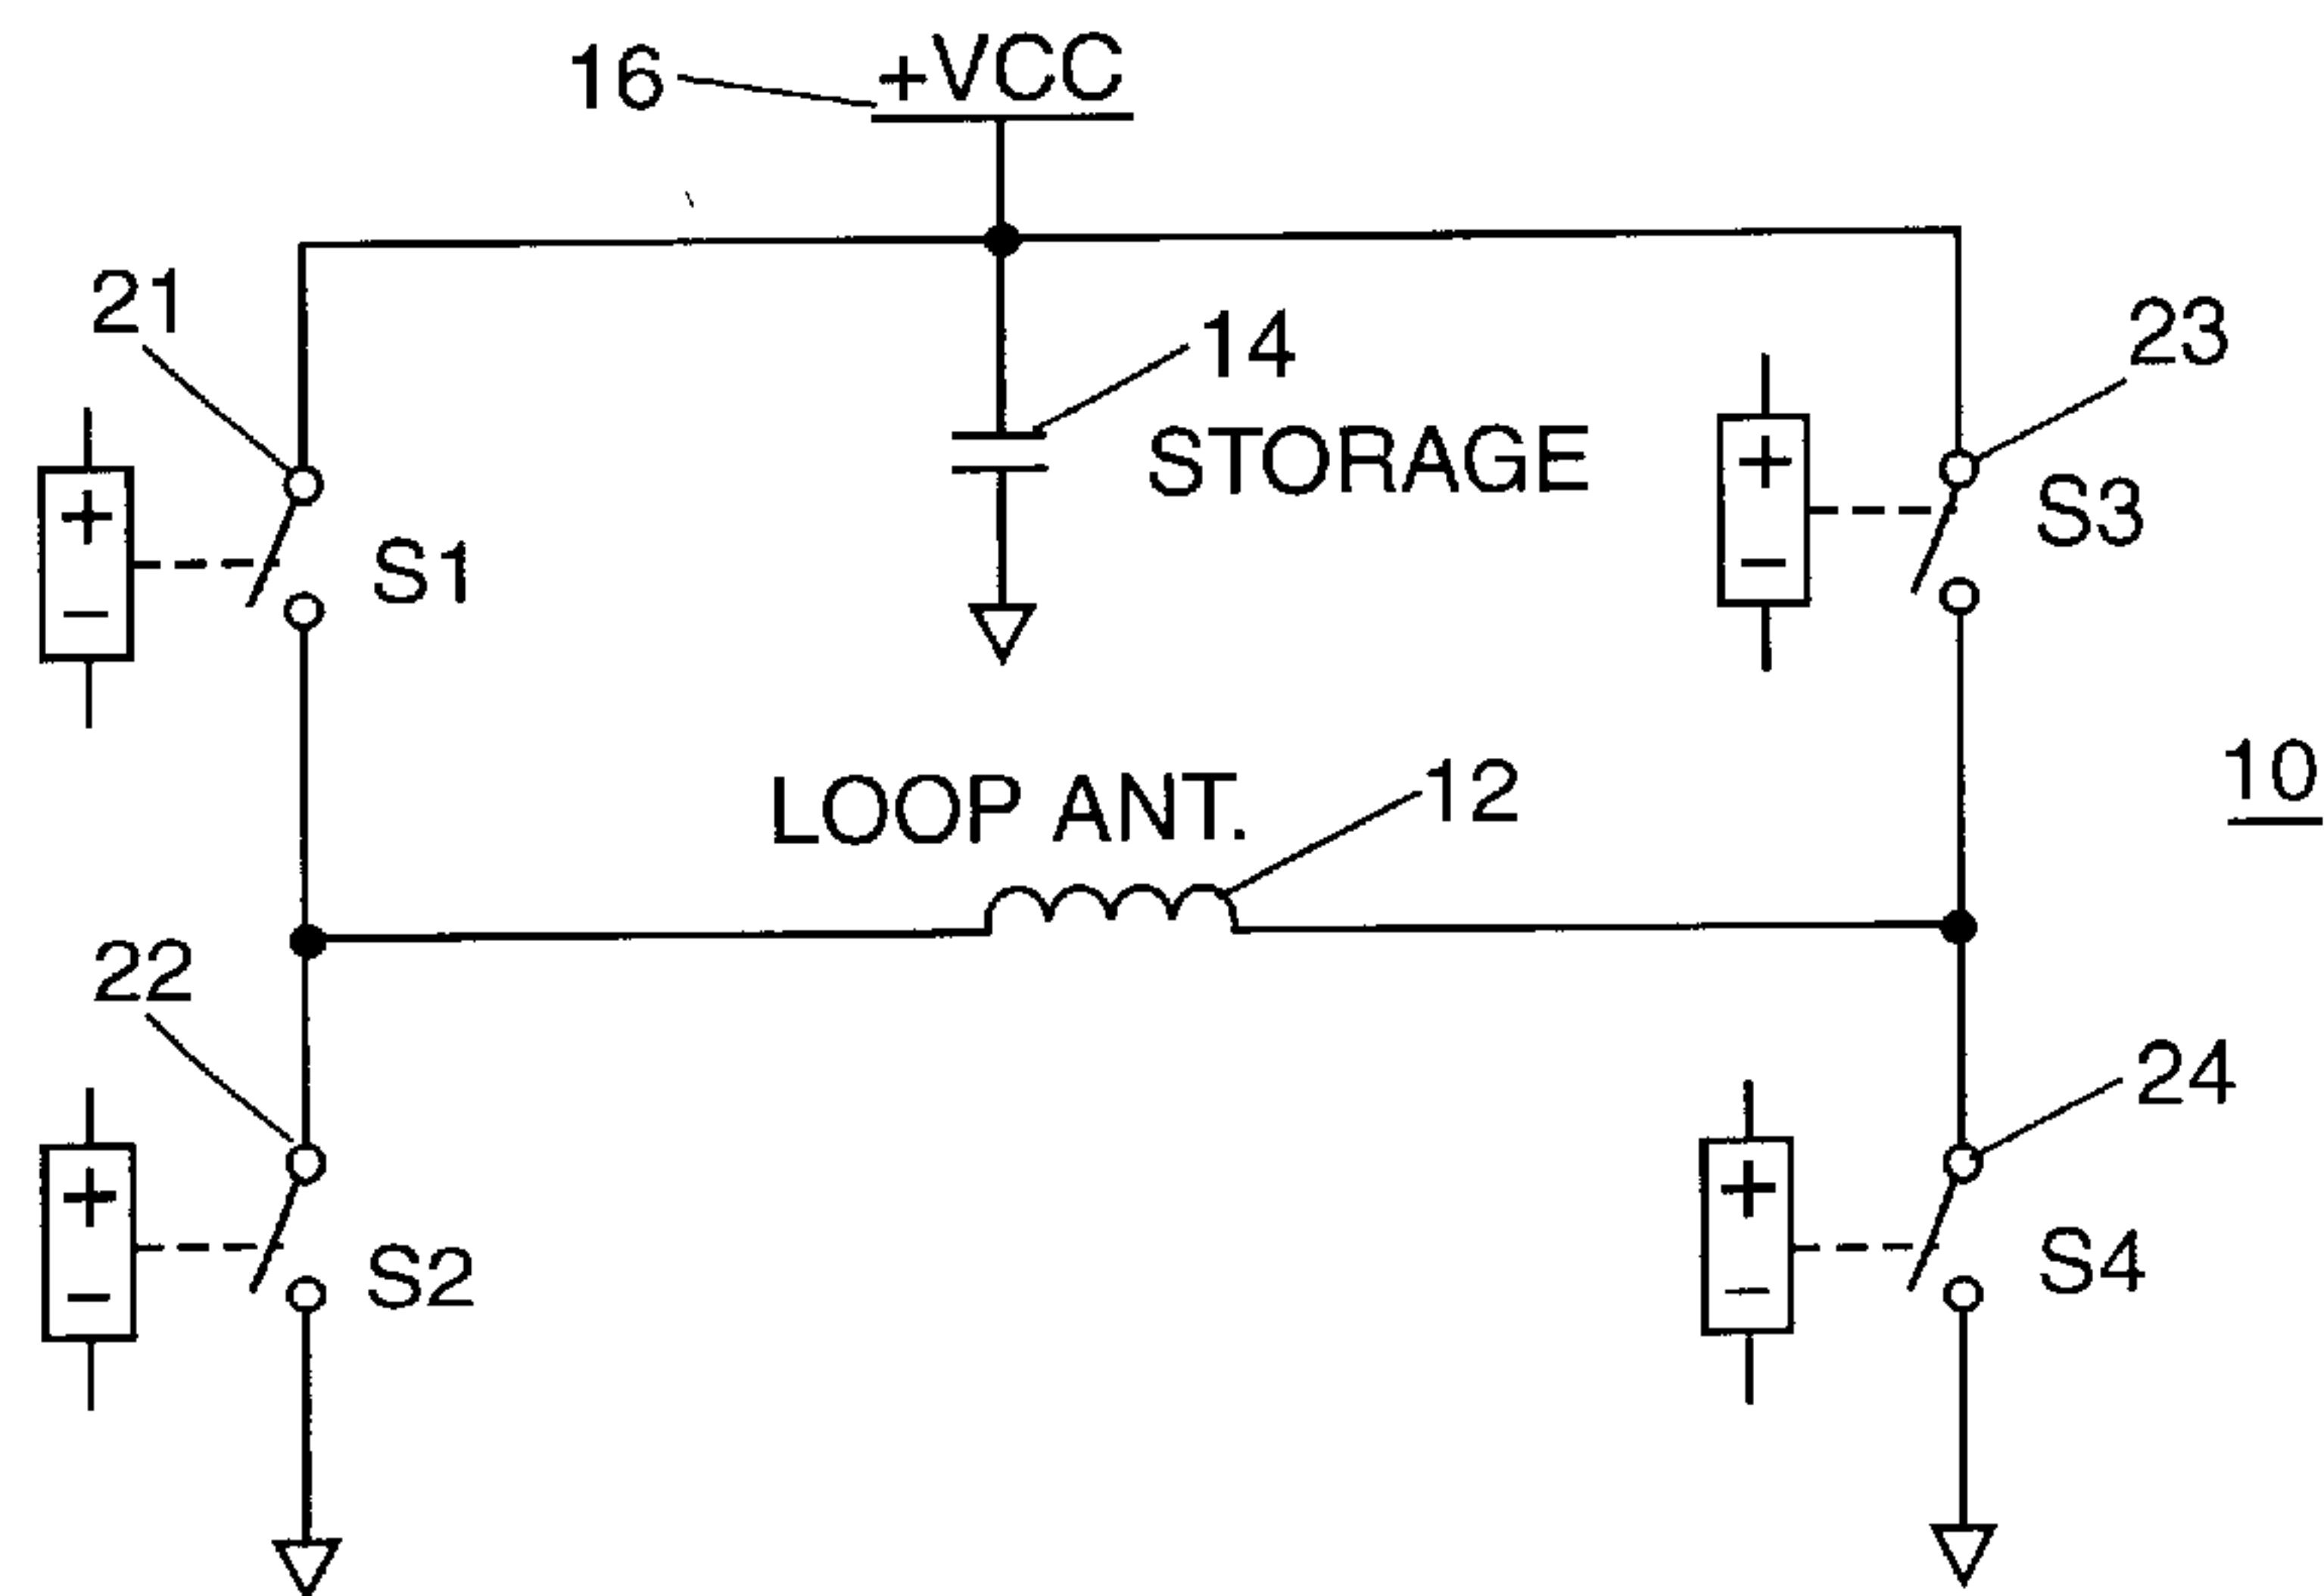 16
+VCC
21
14
23
STORAGE
S1
S3
+
−
+
−
10
LOOP ANT.
12
22
24
S2
S4
+
−
+
−